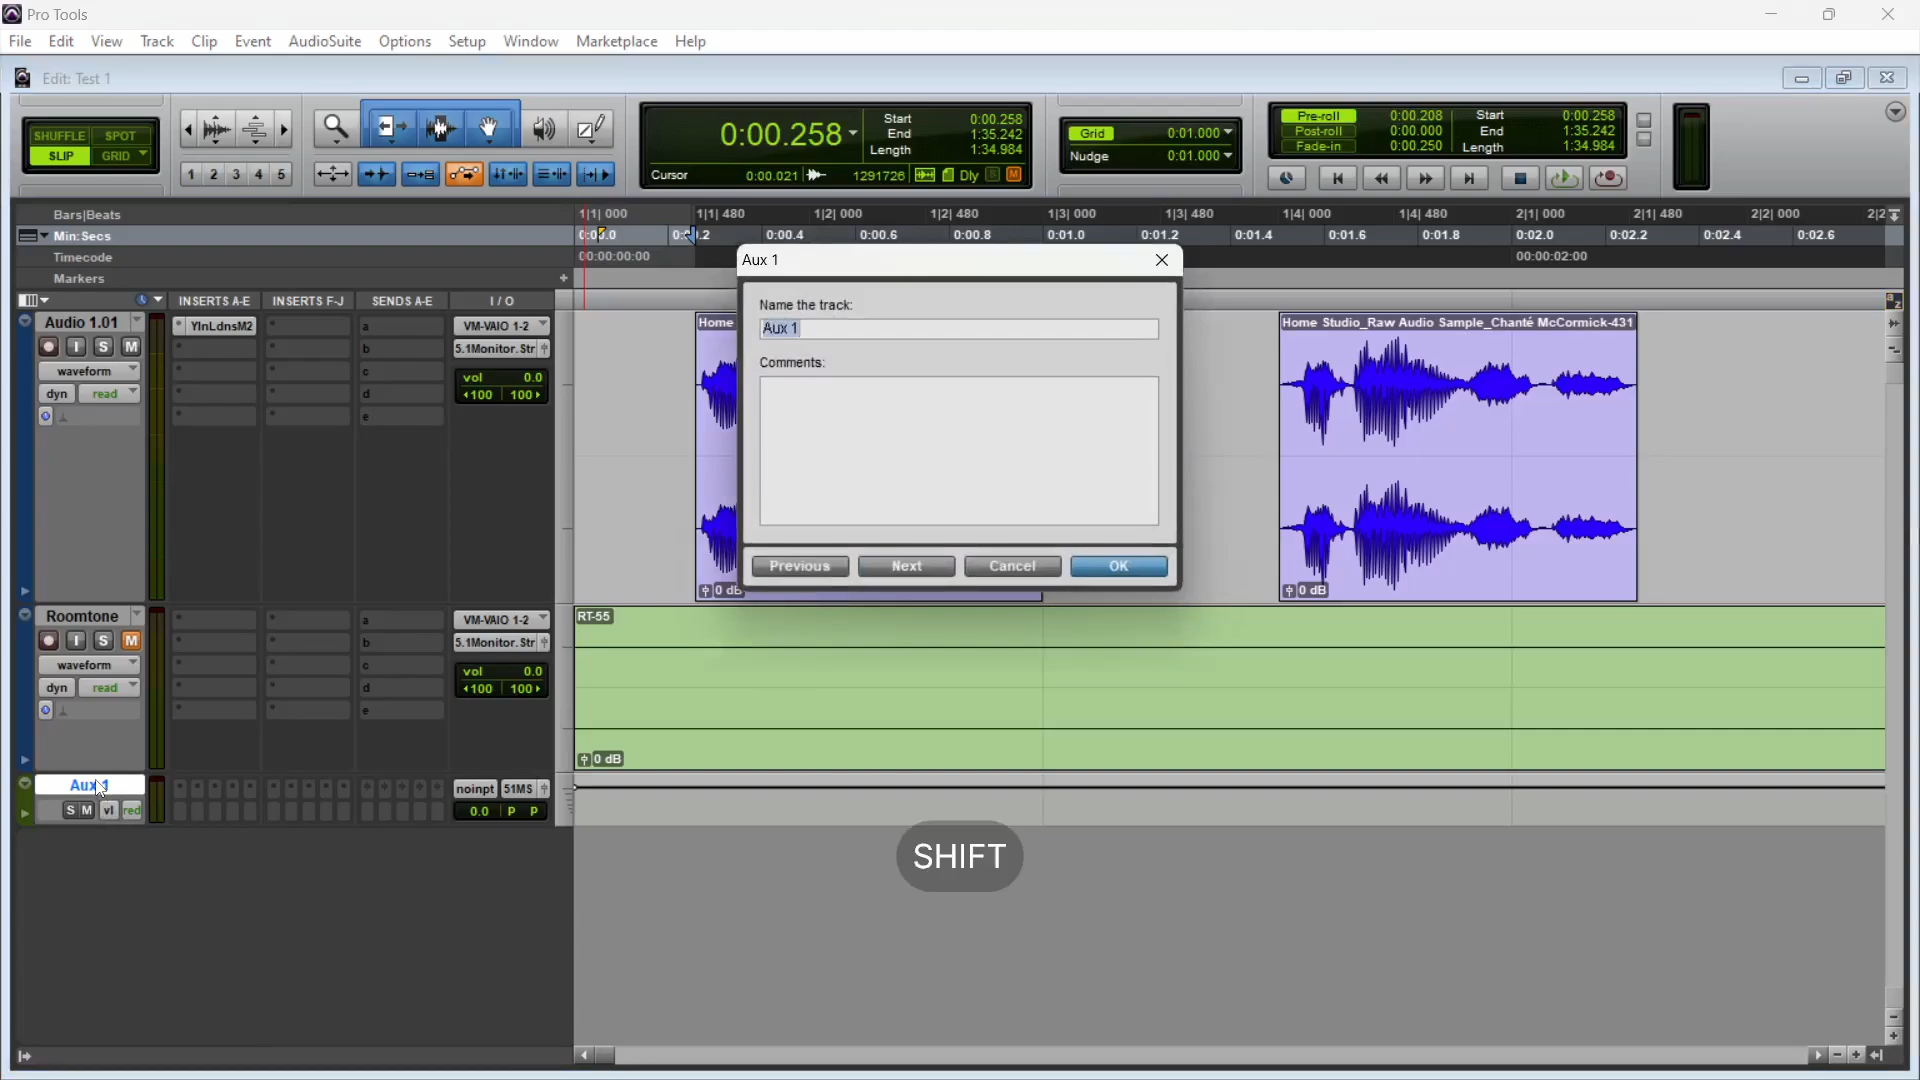 Pro Tools
File Edit View Track Clip Event AudioSuite Options Setup Window Marketplace Help
Edit: Test 1
SHUFFLE SPOT
SLIP GRID
1 2 3 4 5
0:00.258
Start 0:00.258
End 1:35.242
Length 1:34.984
Cursor 0:00.021 1291726 Dly S M
Grid 0:01.000
Nudge 0:01.000
Pre-roll 0:00.208 Start 0:00.258
Post-roll 0:00.000 End 1:35.242
Fade-in 0:00.250 Length 1:34.984
Bars|Beats 1|1| 000 1|1| 480 1|2| 000 1|2| 480 1|3| 000 1|3| 480 1|4| 000 1|4| 480 2|1| 000 2|1| 480 2|2| 000 2|2
Min:Secs 0:00.4 0:00.6 0:00.8 0:01.0 0:01.2 0:01.4 0:01.6 0:01.8 0:02.0 0:02.2 0:02.4 0:02.6
Timecode 00:00:00:00 00:00:02:00
Markers +
INSERTS A-E INSERTS F-J SENDS A-E I / O
a z
Audio 1.01 YInLdnsM2 a VM-VAIO 1-2
I S M b 5.1Monitor.Str
waveform c vol 0.0
dyn read d 100 100
e
Home
0 dB
Home Studio_Raw Audio Sample_Chanté McCormick-431
0 dB
Aux 1
Name the track:
Aux 1
Comments:
Previous Next Cancel OK
Roomtone a VM-VAIO 1-2
I S M b 5.1Monitor.Str
waveform c vol 0.0
dyn read d 100 100
e
RT-55
0 dB
Aux 1 noinpt 51MS
S M vl red 0.0 P P
SHIFT